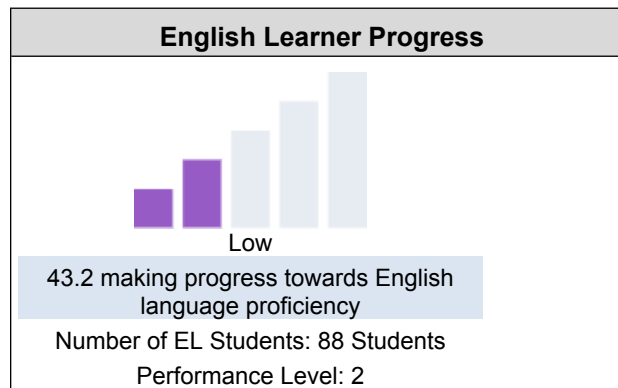 English Learner Progress
Low
43.2 making progress towards English
language proficiency
Number of EL Students: 88 Students
Performance Level: 2